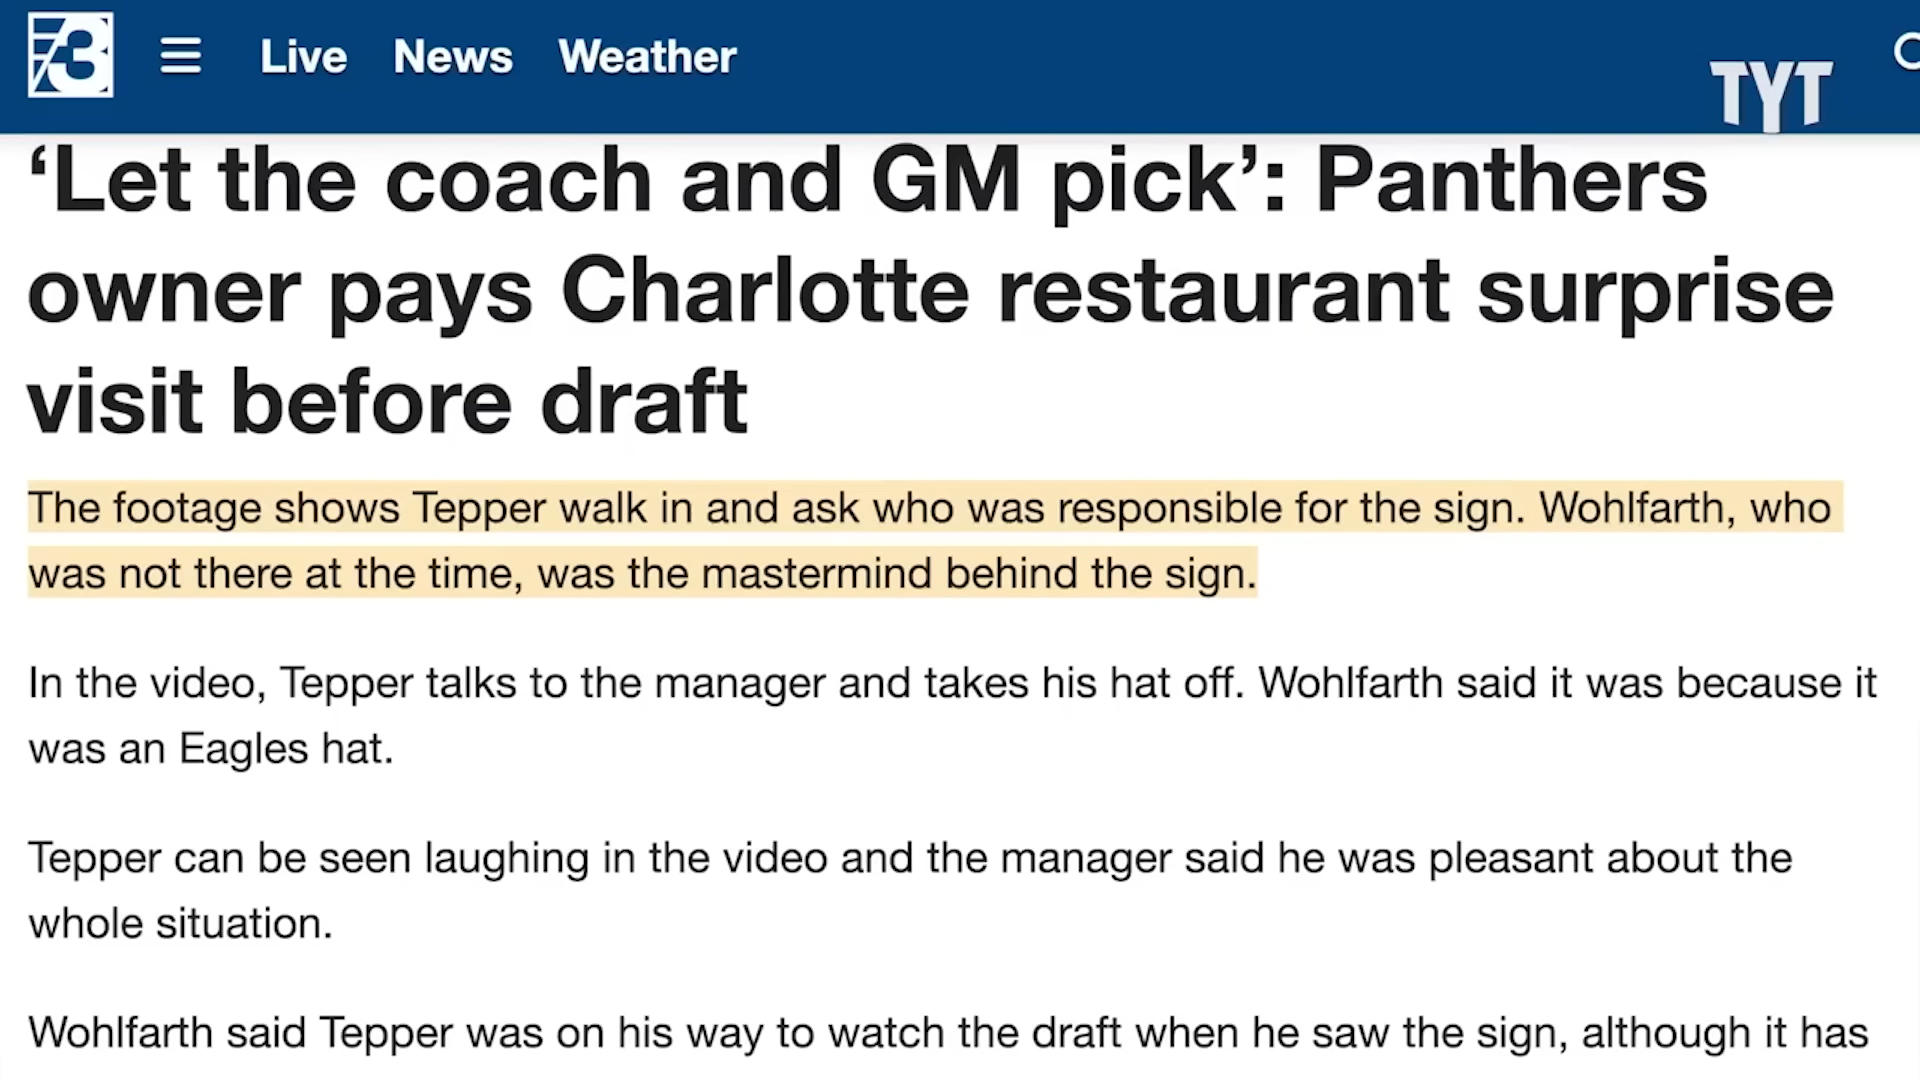 3 Live News Weather
TYT
‘Let the coach and GM pick’: Panthers
owner pays Charlotte restaurant surprise
visit before draft
The footage shows Tepper walk in and ask who was responsible for the sign. Wohlfarth, who
was not there at the time, was the mastermind behind the sign.
In the video, Tepper talks to the manager and takes his hat off. Wohlfarth said it was because it
was an Eagles hat.
Tepper can be seen laughing in the video and the manager said he was pleasant about the
whole situation.
Wohlfarth said Tepper was on his way to watch the draft when he saw the sign, although it has